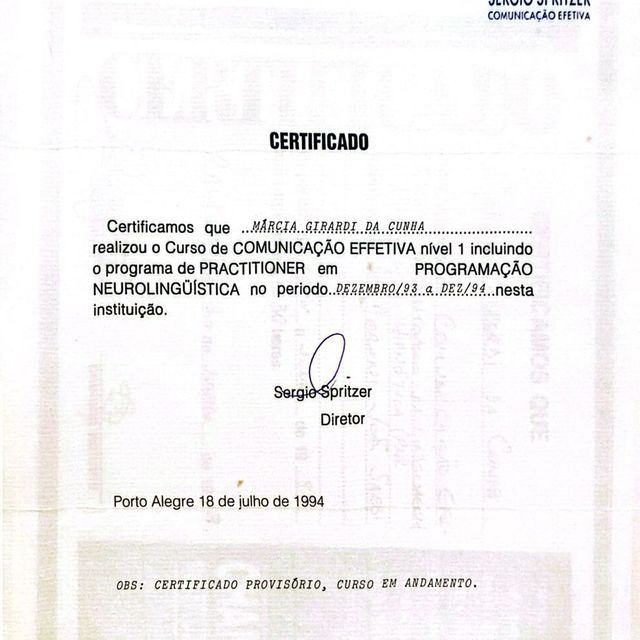 SÉRGIO SPRITZER
COMUNICAÇÃO EFETIVA
CERTIFICADO
Certificamos que ..MÁRCIA GIRARDI DA CUNHA..........................
realizou o Curso de COMUNICAÇÃO EFFETIVA nível 1 incluindo
o programa de PRACTITIONER em PROGRAMAÇÃO
NEUROLINGÜÍSTICA no periodo..DEZEMBRO/93 a DEZ/94..nesta
instituição.
Sergio Spritzer
Diretor
Porto Alegre 18 de julho de 1994
OBS: CERTIFICADO PROVISÓRIO, CURSO EM ANDAMENTO.